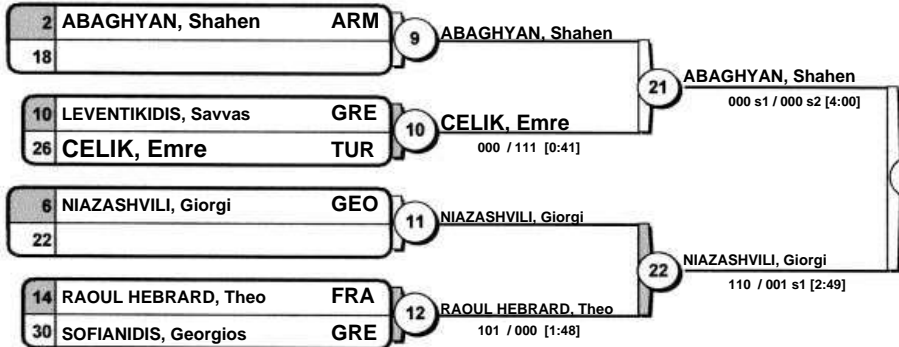 2 ABAGHYAN, Shahen ARM
18
9
ABAGHYAN, Shahen
10 LEVENTIKIDIS, Savvas GRE
26 CELIK, Emre TUR
10
CELIK, Emre
000 / 111 [0:41]
21
ABAGHYAN, Shahen
000 s1 / 000 s2 [4:00]
6 NIAZASHVILI, Giorgi GEO
22
11
NIAZASHVILI, Giorgi
14 RAOUL HEBRARD, Theo FRA
30 SOFIANIDIS, Georgios GRE
12
RAOUL HEBRARD, Theo
101 / 000 [1:48]
22
NIAZASHVILI, Giorgi
110 / 001 s1 [2:49]